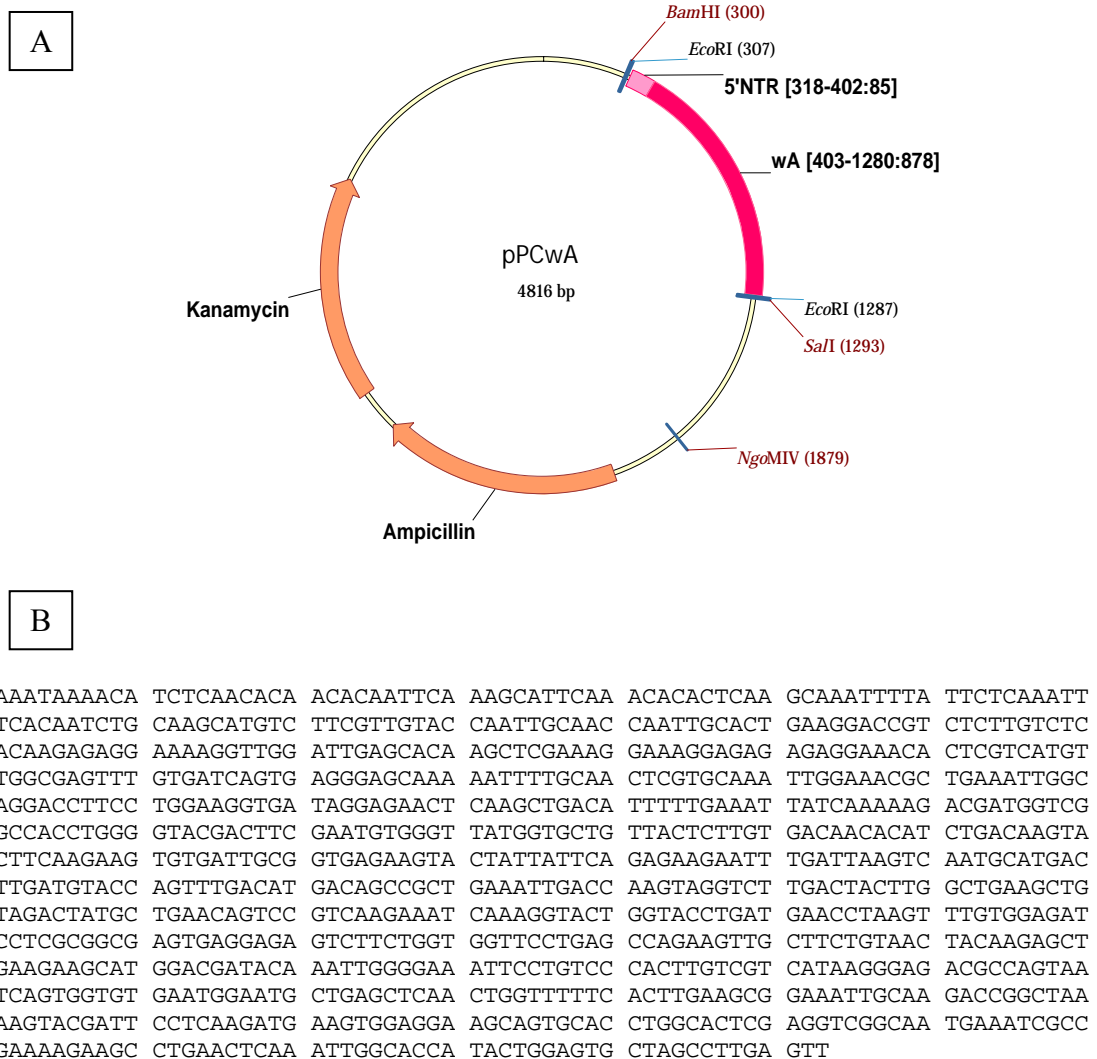 A
BamHI (300)
EcoRI (307)
5'NTR [318-402:85]
wA [403-1280:878]
pPCwA
4816 bp
Kanamycin
EcoRI (1287)
SalI (1293)
NgoMIV (1879)
Ampicillin
B
AAATAAAACA TCTCAACACA ACACAATTCA AAGCATTCAA ACACACTCAA GCAAATTTTA TTCTCAAATT
TCACAATCTG CAAGCATGTC TTCGTTGTAC CAATTGCAAC CAATTGCACT GAAGGACCGT CTCTTGTCTC
ACAAGAGAGG AAAAGGTTGG ATTGAGCACA AGCTCGAAAG GAAAGGAGAG AGAGGAAACA CTCGTCATGT
TGGCGAGTTT GTGATCAGTG AGGGAGCAAA AATTTTGCAA CTCGTGCAAA TTGGAAACGC TGAAATTGGC
AGGACCTTCC TGGAAGGTGA TAGGAGAACT CAAGCTGACA TTTTTGAAAT TATCAAAAAG ACGATGGTCG
GCCACCTGGG GTACGACTTC GAATGTGGGT TATGGTGCTG TTACTCTTGT GACAACACAT CTGACAAGTA
CTTCAAGAAG TGTGATTGCG GTGAGAAGTA CTATTATTCA GAGAAGAATT TGATTAAGTC AATGCATGAC
TTGATGTACC AGTTTGACAT GACAGCCGCT GAAATTGACC AAGTAGGTCT TGACTACTTG GCTGAAGCTG
TAGACTATGC TGAACAGTCC GTCAAGAAAT CAAAGGTACT GGTACCTGAT GAACCTAAGT TTGTGGAGAT
CCTCGCGGCG AGTGAGGAGA GTCTTCTGGT GGTTCCTGAG CCAGAAGTTG CTTCTGTAAC TACAAGAGCT
GAAGAAGCAT GGACGATACA AATTGGGGAA ATTCCTGTCC CACTTGTCGT CATAAGGGAG ACGCCAGTAA
TCAGTGGTGT GAATGGAATG CTGAGCTCAA CTGGTTTTTC ACTTGAAGCG GAAATTGCAA GACCGGCTAA
AAGTACGATT CCTCAAGATG AAGTGGAGGA AGCAGTGCAC CTGGCACTCG AGGTCGGCAA TGAAATCGCC
GAAAAGAAGC CTGAACTCAA ATTGGCACCA TACTGGAGTG CTAGCCTTGA GTT